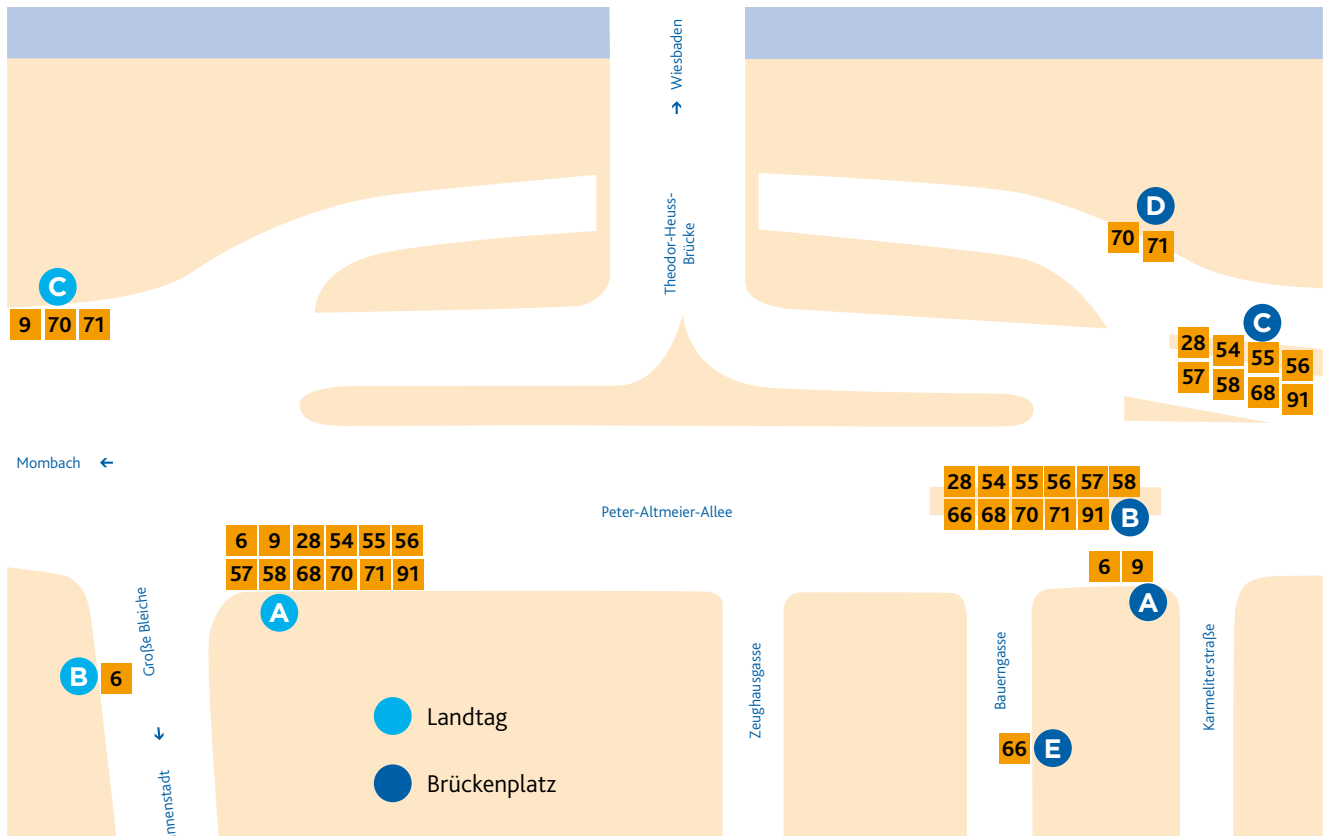 → Wiesbaden
Theodor-Heuss-
Brücke
D
70 71
C
9 70 71
C
28 54 55 56
57 58 68 91
Mombach ←
28 54 55 56 57 58
66 68 70 71 91 B
Peter-Altmeier-Allee
6 9 28 54 55 56
57 58 68 70 71 91
A
6 9
A
Große Bleiche
B 6
Zeughausgasse
Bauerngasse
Karmeliterstraße
Landtag
66 E
Brückenplatz
←